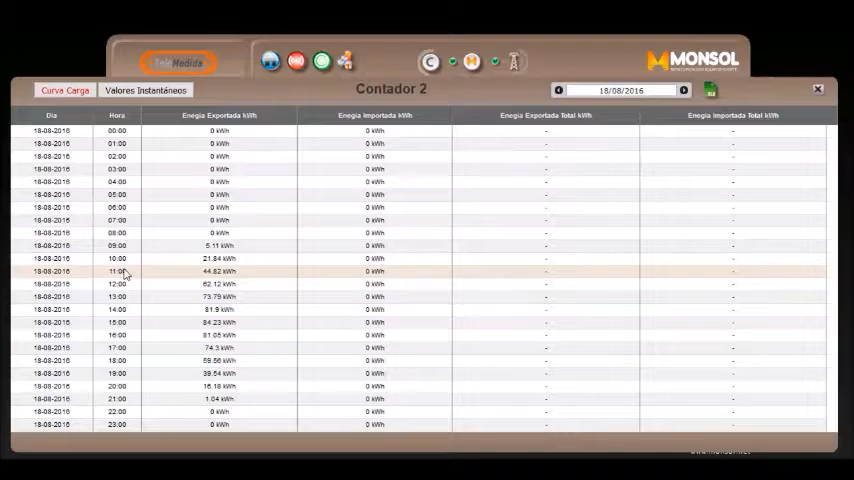 TeleMedida
MONSOL
Curva Carga Valores Instantáneos Contador 2 18/08/2016
Dia Hora Enegia Exportada kWh Enegia Importada kWh Enegia Exportada Total kWh Enegia Importada Total kWh
18-08-2016 00:00 0 kWh 0 kWh - -
18-08-2016 01:00 0 kWh 0 kWh - -
18-08-2016 02:00 0 kWh 0 kWh - -
18-08-2016 03:00 0 kWh 0 kWh - -
18-08-2016 04:00 0 kWh 0 kWh - -
18-08-2016 05:00 0 kWh 0 kWh - -
18-08-2016 06:00 0 kWh 0 kWh - -
18-08-2016 07:00 0 kWh 0 kWh - -
18-08-2016 08:00 0 kWh 0 kWh - -
18-08-2016 09:00 5.11 kWh 0 kWh - -
18-08-2016 10:00 21.84 kWh 0 kWh - -
18-08-2016 11:00 44.82 kWh 0 kWh - -
18-08-2016 12:00 62.12 kWh 0 kWh - -
18-08-2016 13:00 73.79 kWh 0 kWh - -
18-08-2016 14:00 81.9 kWh 0 kWh - -
18-08-2016 15:00 84.23 kWh 0 kWh - -
18-08-2016 16:00 81.05 kWh 0 kWh - -
18-08-2016 17:00 74.3 kWh 0 kWh - -
18-08-2016 18:00 59.56 kWh 0 kWh - -
18-08-2016 19:00 39.54 kWh 0 kWh - -
18-08-2016 20:00 16.18 kWh 0 kWh - -
18-08-2016 21:00 1.04 kWh 0 kWh - -
18-08-2016 22:00 0 kWh 0 kWh - -
18-08-2016 23:00 0 kWh 0 kWh - -